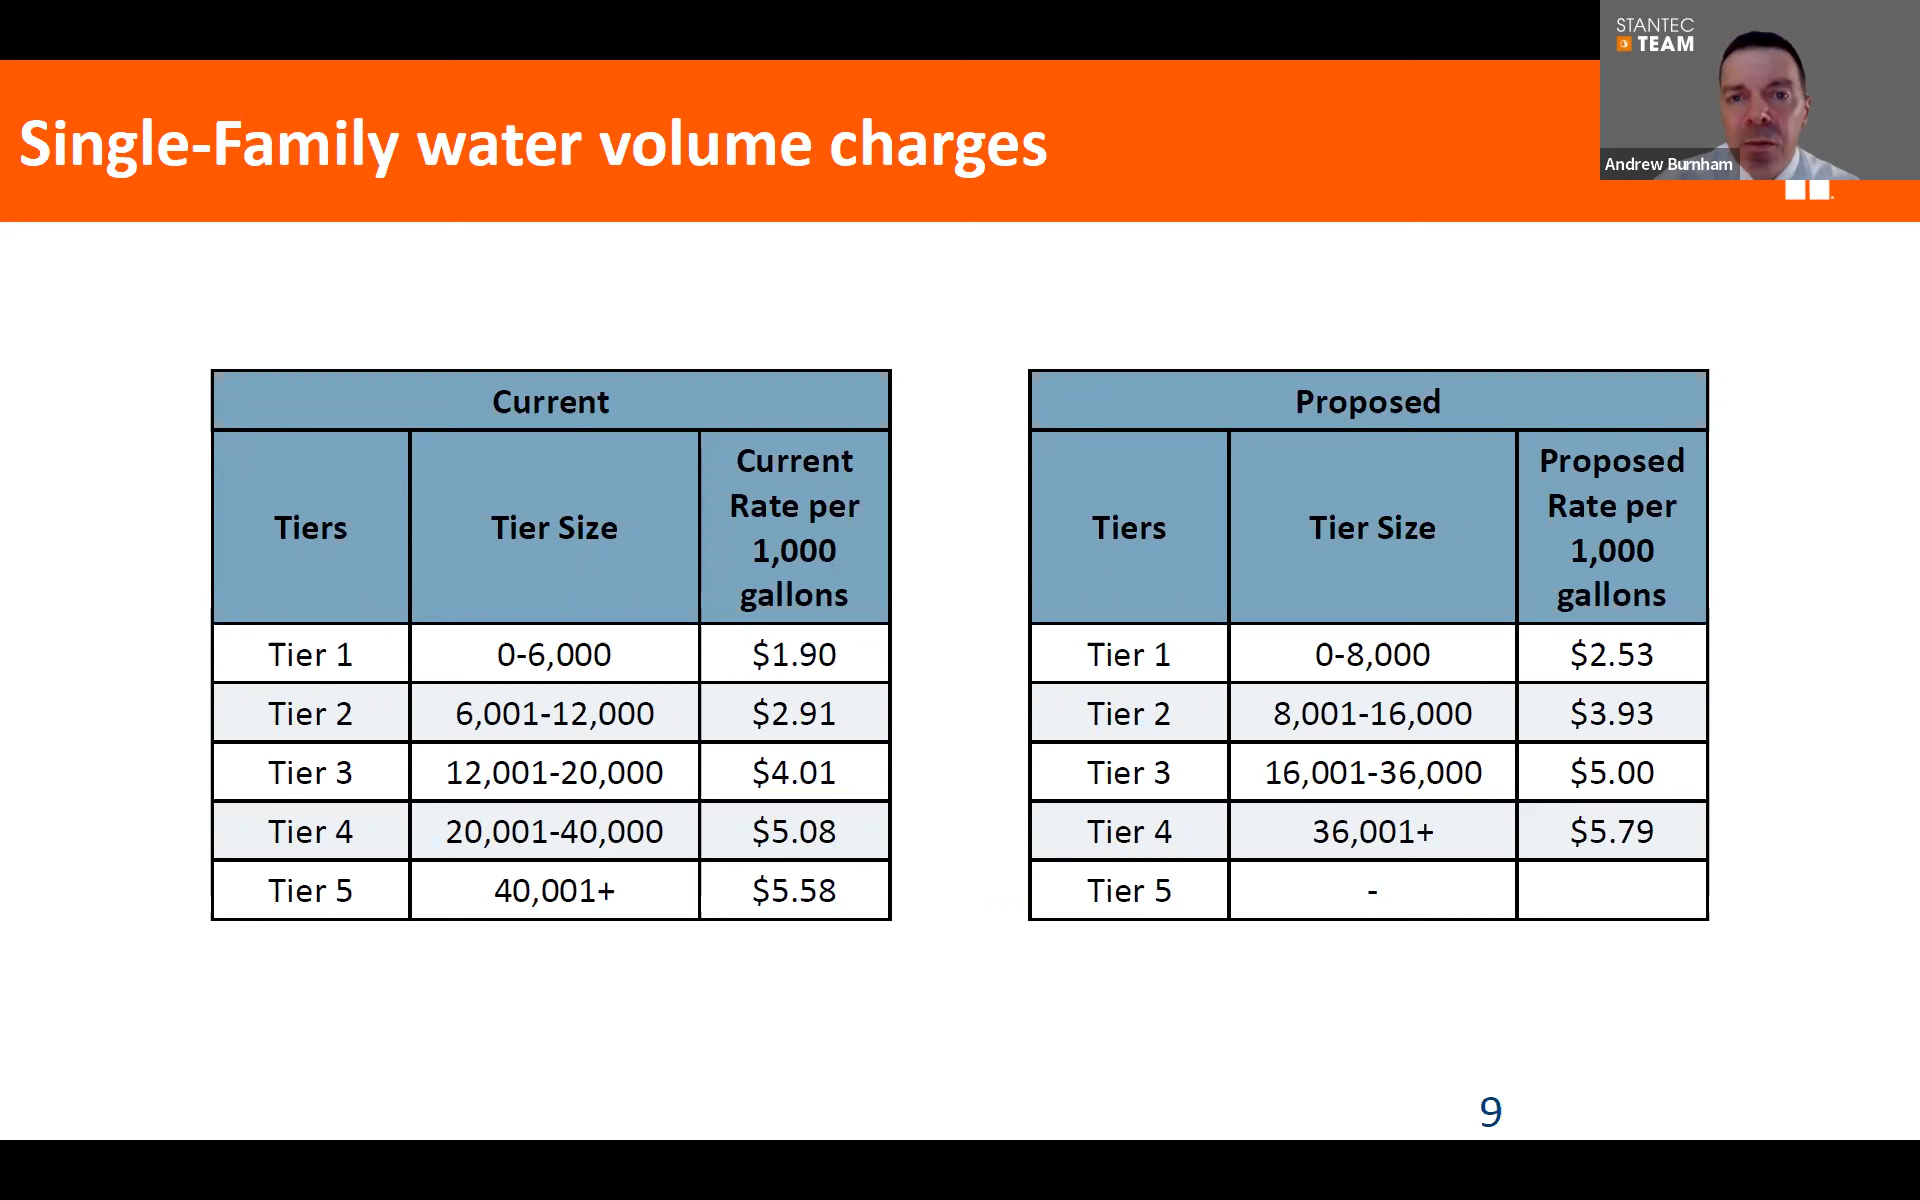 STANTEC
TEAM
Andrew Burnham
Single-Family water volume charges
Current
Tiers Tier Size Current Rate per 1,000 gallons
Tier 1 0-6,000 $1.90
Tier 2 6,001-12,000 $2.91
Tier 3 12,001-20,000 $4.01
Tier 4 20,001-40,000 $5.08
Tier 5 40,001+ $5.58
Proposed
Tiers Tier Size Proposed Rate per 1,000 gallons
Tier 1 0-8,000 $2.53
Tier 2 8,001-16,000 $3.93
Tier 3 16,001-36,000 $5.00
Tier 4 36,001+ $5.79
Tier 5 -
9